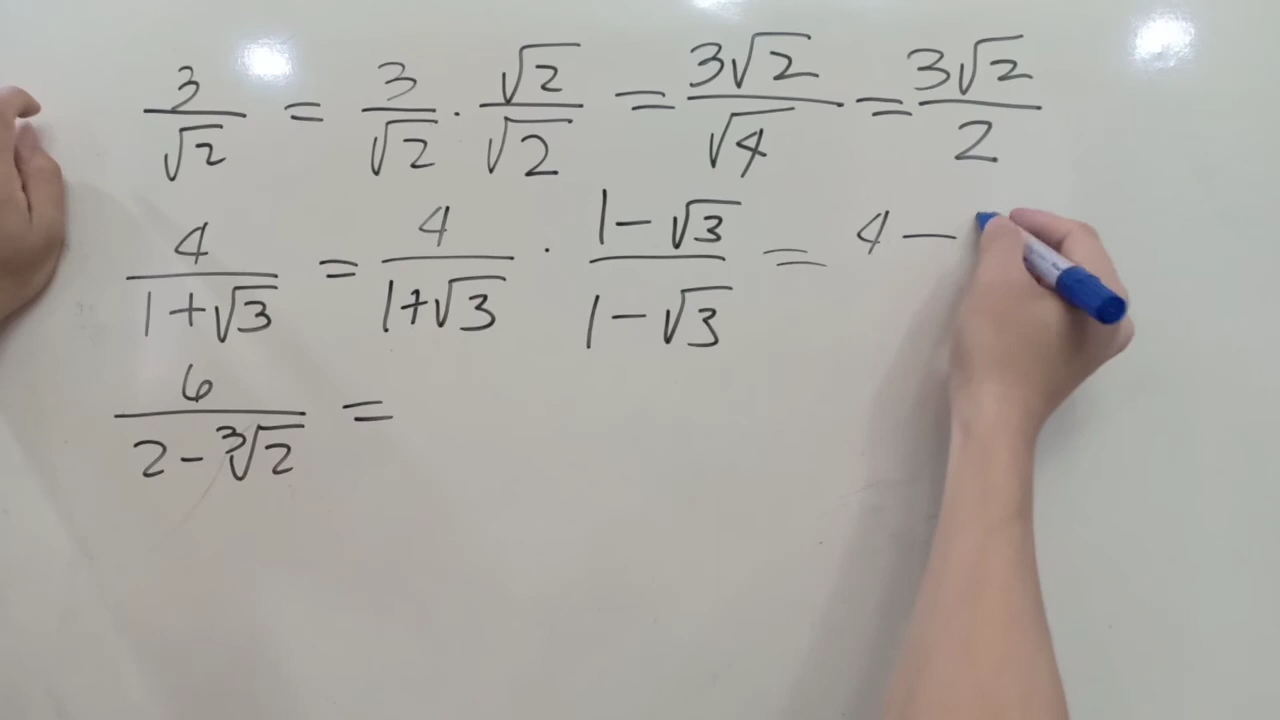 3/√2 = 3/√2 · √2/√2 = 3√2/√4 = 3√2/2
4/(1+√3) = 4/(1+√3) · (1-√3)/(1-√3) = 4 -
6/(2-∛2) =